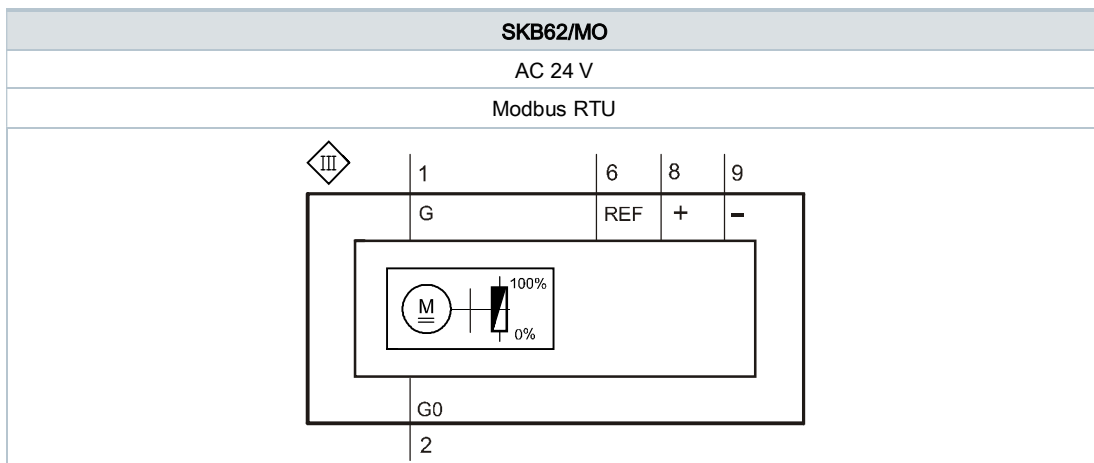 SKB62/MO
AC 24 V
Modbus RTU
III
1 6 8 9
G REF + −
M
100%
0%
G0
2